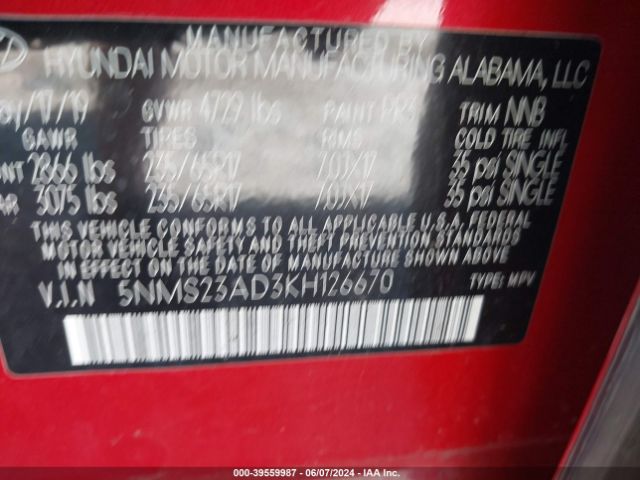 MANUFACTURED BY
HYUNDAI MOTOR MANUFACTURING ALABAMA, LLC
/17/19 GVWR 4729 lbs PAINT PR3 TRIM NNB
GAWR TIRES RIMS COLD TIRE INFL
NT 2866 lbs 235/65R17 7.0JX17 35 psi SINGLE
AR 3075 lbs 235/65R17 7.0JX17 35 psi SINGLE
THIS VEHICLE CONFORMS TO ALL APPLICABLE U.S.A. FEDERAL
MOTOR VEHICLE SAFETY AND THEFT PREVENTION STANDARDS
IN EFFECT ON THE DATE OF MANUFACTURE SHOWN ABOVE
V.I.N 5NMS23AD3KH126670 TYPE: MPV
000-39559987 - 06/07/2024 - IAA Inc.